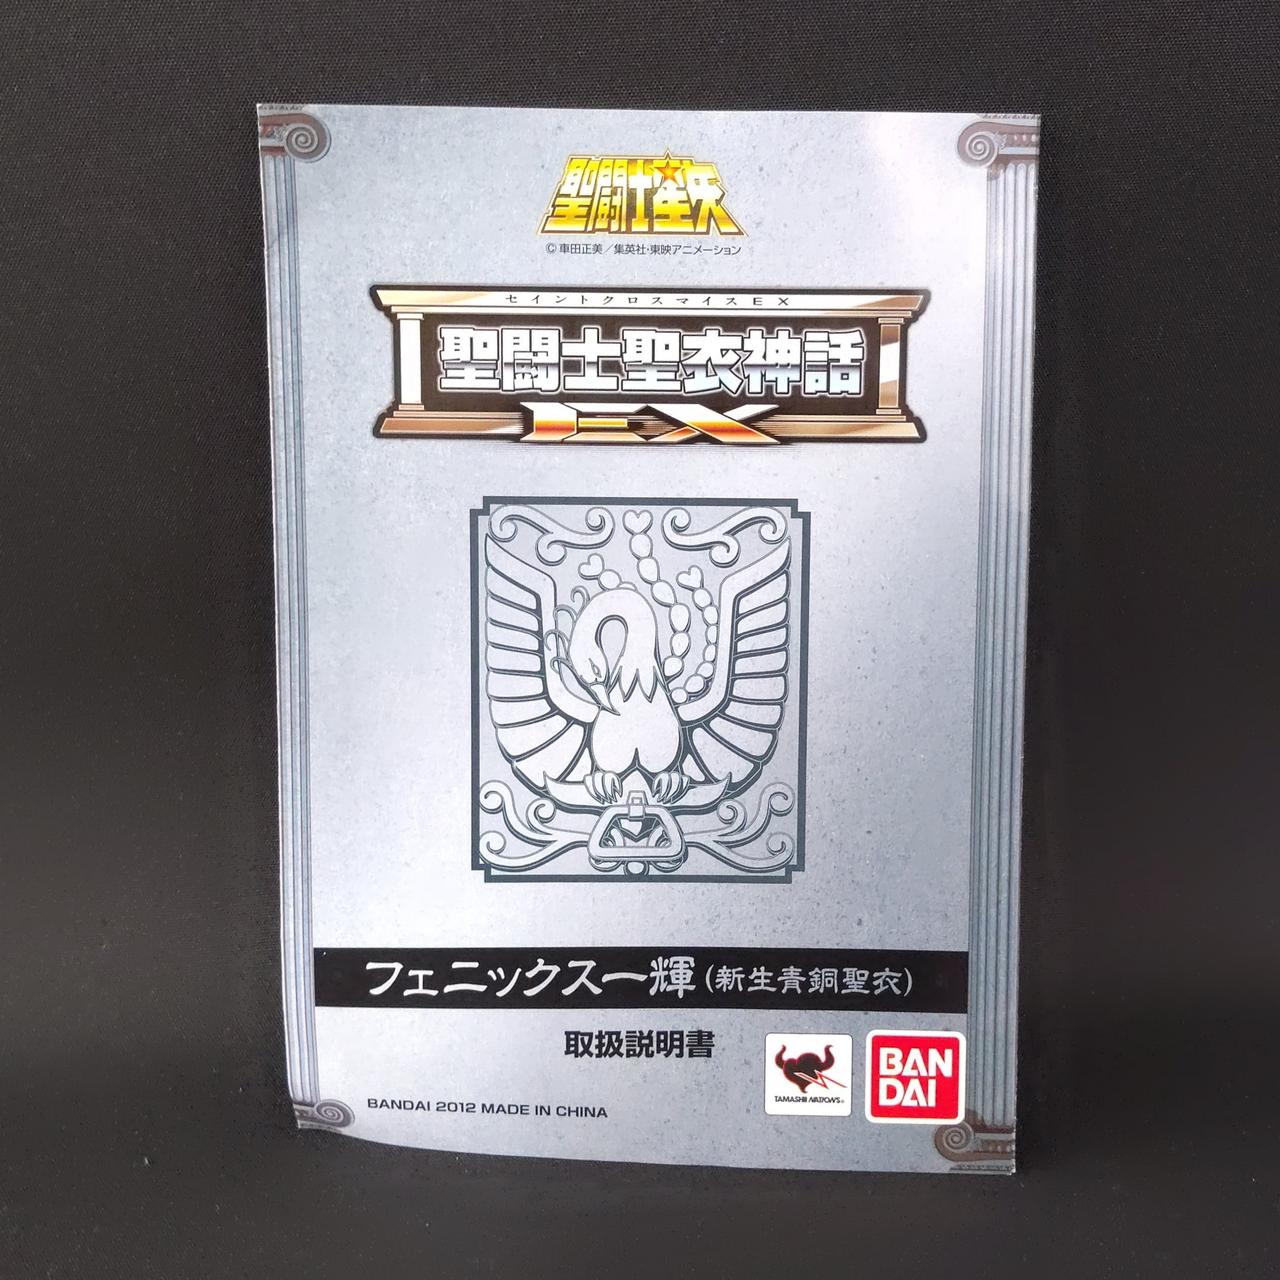 聖闘士星矢
© 車田正美／集英社・東映アニメーション
セイントクロスマイスEX
聖闘士聖衣神話
EX
フェニックス一輝(新生青銅聖衣)
取扱説明書
BANDAI 2012 MADE IN CHINA
TAMASHII NATIONS®
BAN
DAI